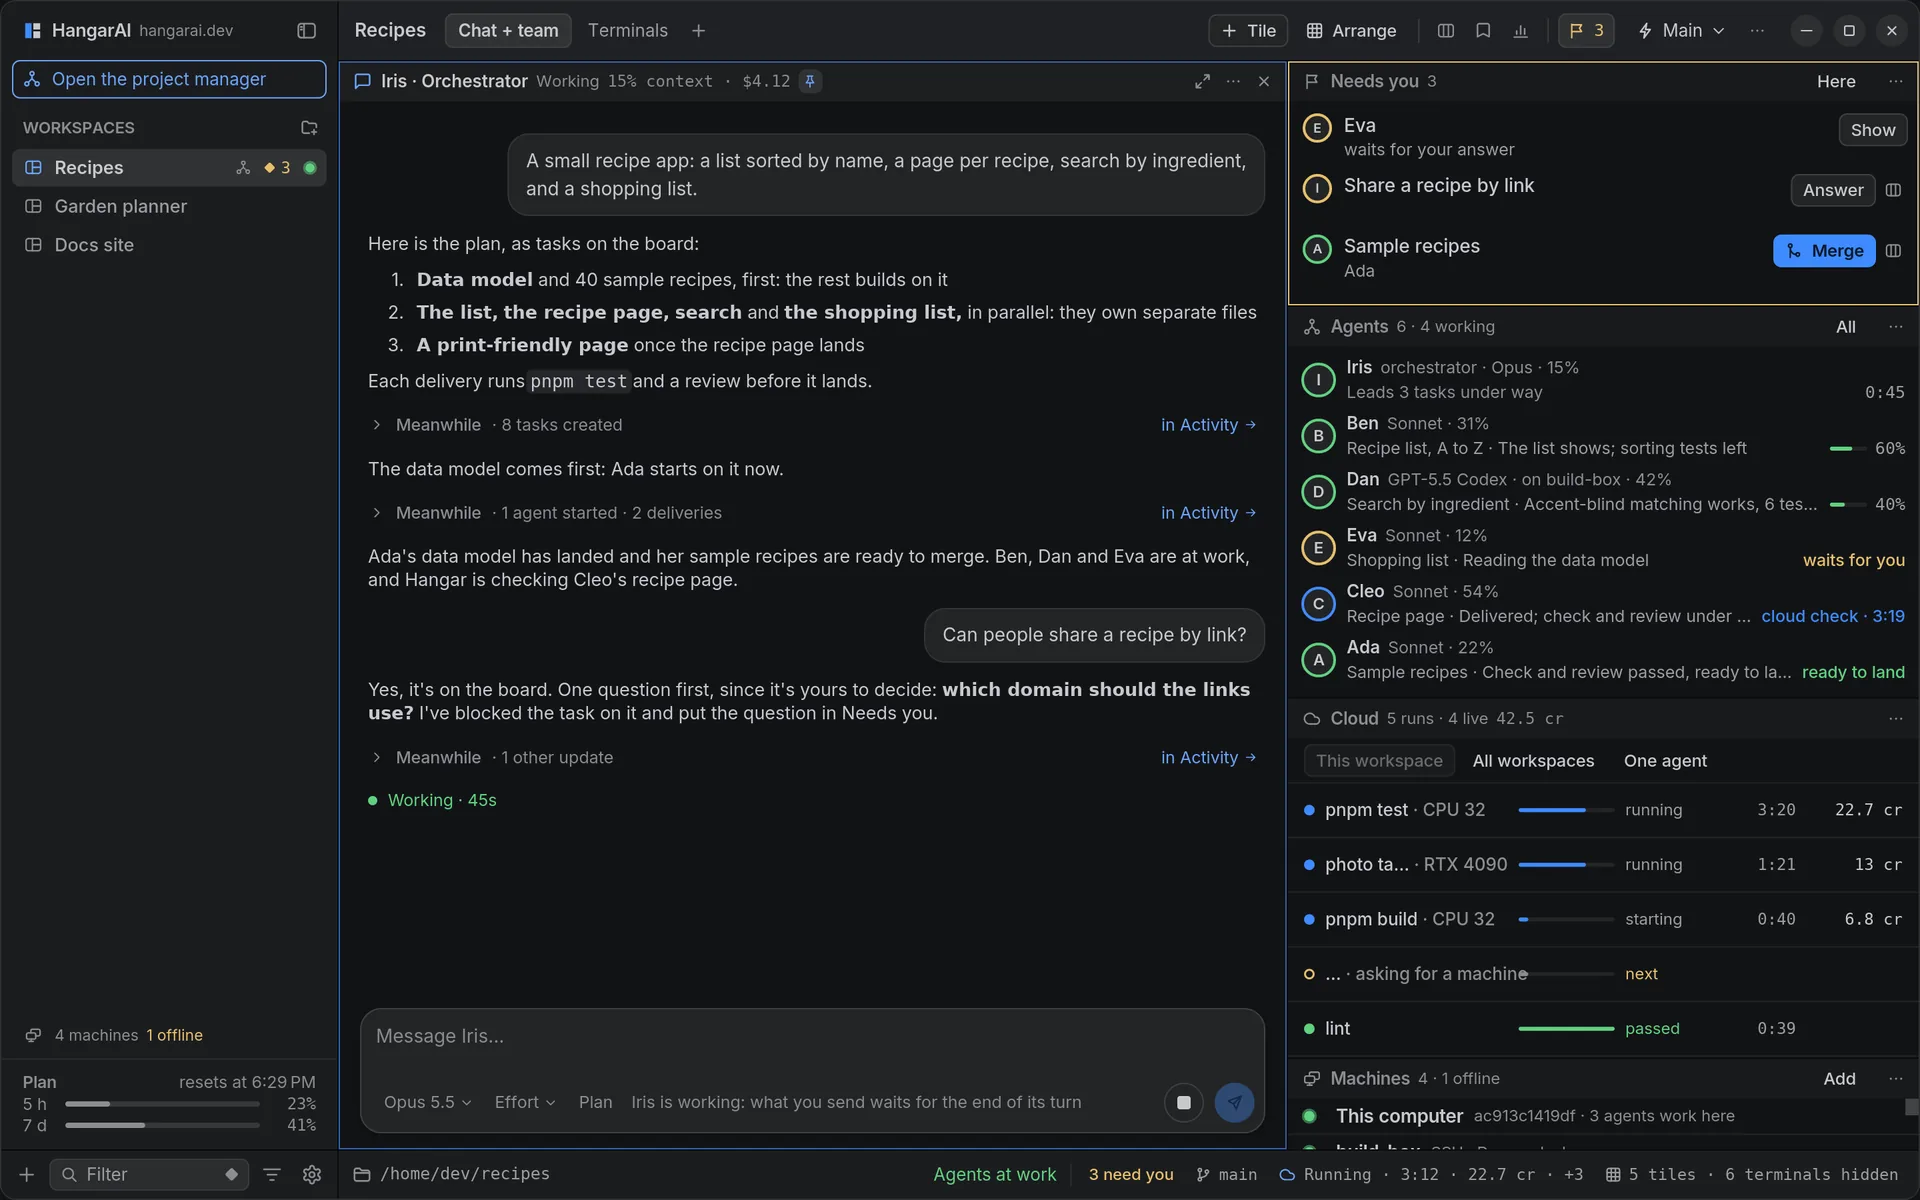 HangarAI hangarai.dev
Open the project manager
WORKSPACES
Recipes 3
Garden planner
Docs site
4 machines 1 offline
Plan resets at 6:29 PM
5 h 23%
7 d 41%
Filter
Recipes Chat + team Terminals
Tile Arrange 3 Main
Iris · Orchestrator Working 15% context · $4.12
A small recipe app: a list sorted by name, a page per recipe, search by ingredient,
and a shopping list.
Here is the plan, as tasks on the board:
1. Data model and 40 sample recipes, first: the rest builds on it
2. The list, the recipe page, search and the shopping list, in parallel: they own separate files
3. A print-friendly page once the recipe page lands
Each delivery runs pnpm test and a review before it lands.
Meanwhile · 8 tasks created in Activity →
The data model comes first: Ada starts on it now.
Meanwhile · 1 agent started · 2 deliveries in Activity →
Ada's data model has landed and her sample recipes are ready to merge. Ben, Dan and Eva are at work,
and Hangar is checking Cleo's recipe page.
Can people share a recipe by link?
Yes, it's on the board. One question first, since it's yours to decide: which domain should the links
use? I've blocked the task on it and put the question in Needs you.
Meanwhile · 1 other update in Activity →
Working · 45s
Message Iris...
Opus 5.5 Effort Plan Iris is working: what you send waits for the end of its turn
Needs you 3 Here
E Eva Show
waits for your answer
I Share a recipe by link Answer
A Sample recipes Merge
Ada
Agents 6 · 4 working All
I Iris orchestrator · Opus · 15%
Leads 3 tasks under way 0:45
B Ben Sonnet · 31%
Recipe list, A to Z · The list shows; sorting tests left 60%
D Dan GPT-5.5 Codex · on build-box · 42%
Search by ingredient · Accent-blind matching works, 6 tes... 40%
E Eva Sonnet · 12%
Shopping list · Reading the data model waits for you
C Cleo Sonnet · 54%
Recipe page · Delivered; check and review under ... cloud check · 3:19
A Ada Sonnet · 22%
Sample recipes · Check and review passed, ready to la... ready to land
Cloud 5 runs · 4 live 42.5 cr
This workspace All workspaces One agent
pnpm test · CPU 32 running 3:20 22.7 cr
photo ta... · RTX 4090 running 1:21 13 cr
pnpm build · CPU 32 starting 0:40 6.8 cr
... · asking for a machine next
lint passed 0:39
Machines 4 · 1 offline Add
This computer ac913c1419df · 3 agents work here
/home/dev/recipes Agents at work 3 need you main Running · 3:12 · 22.7 cr · +3 5 tiles · 6 terminals hidden